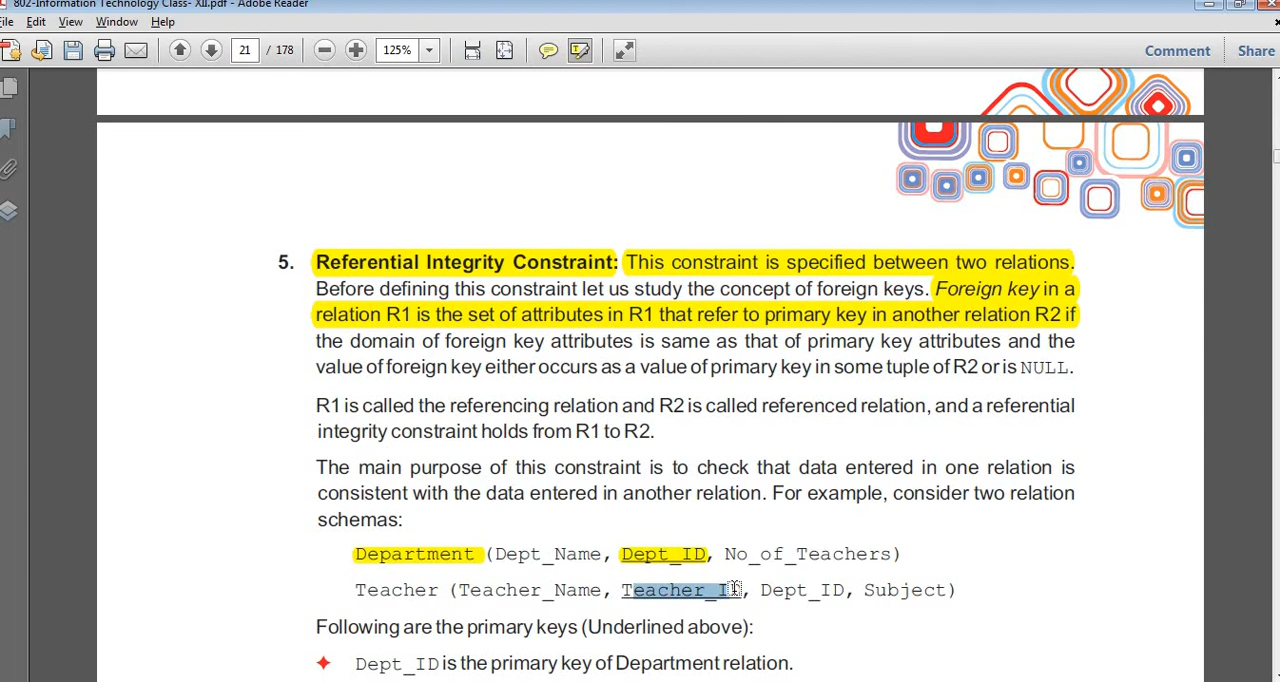 802-Information Technology Class- XII.pdf - Adobe Reader
File Edit View Window Help
21 / 178 125% Comment Share
5. Referential Integrity Constraint: This constraint is specified between two relations.
Before defining this constraint let us study the concept of foreign keys. Foreign key in a
relation R1 is the set of attributes in R1 that refer to primary key in another relation R2 if
the domain of foreign key attributes is same as that of primary key attributes and the
value of foreign key either occurs as a value of primary key in some tuple of R2 or is NULL.
R1 is called the referencing relation and R2 is called referenced relation, and a referential
integrity constraint holds from R1 to R2.
The main purpose of this constraint is to check that data entered in one relation is
consistent with the data entered in another relation. For example, consider two relation
schemas:
Department (Dept_Name, Dept_ID, No_of_Teachers)
Teacher (Teacher_Name, Teacher_ID, Dept_ID, Subject)
Following are the primary keys (Underlined above):
Dept_ID is the primary key of Department relation.